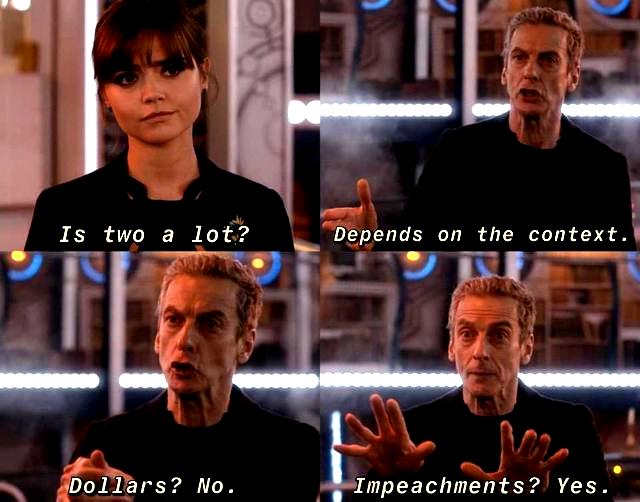 Is two a lot?
Depends on the context.
Dollars? No.
Impeachments? Yes.